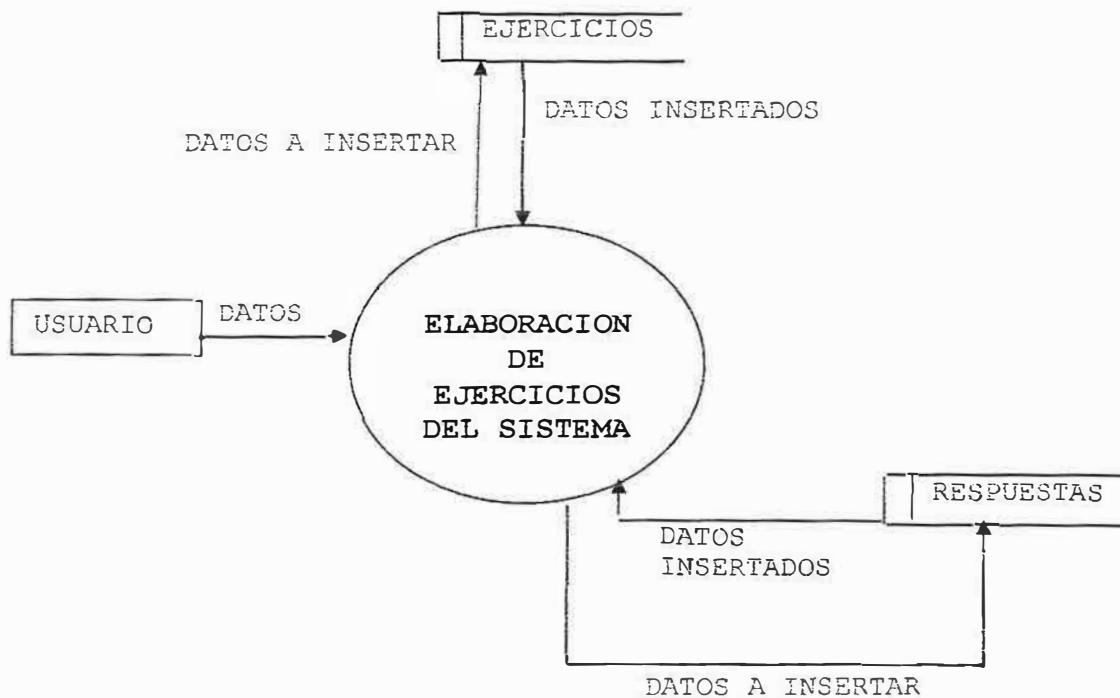 EJERCICIOS
DATOS INSERTADOS
DATOS A INSERTAR
USUARIO
DATOS
ELABORACION
DE
EJERCICIOS
DEL SISTEMA
RESPUESTAS
DATOS
INSERTADOS
DATOS A INSERTAR